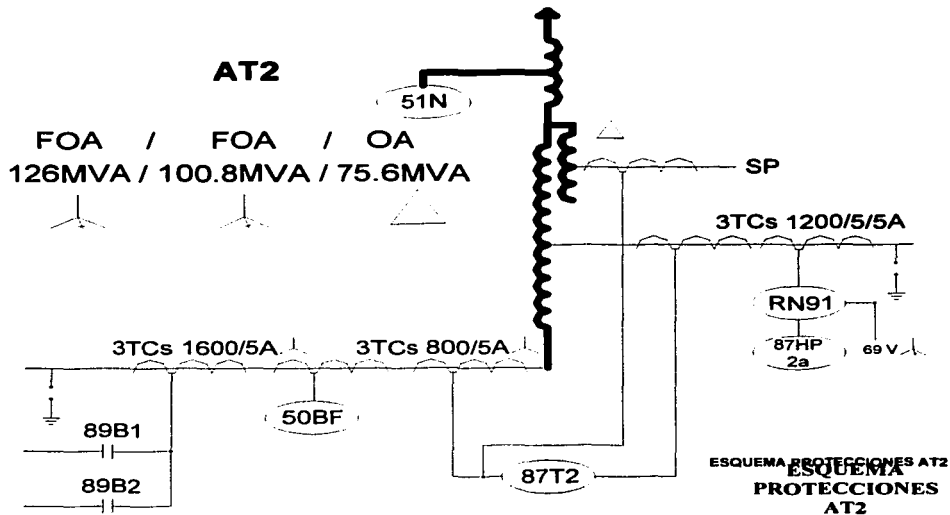 AT2
51N
FOA / FOA / OA
126MVA / 100.8MVA / 75.6MVA
SP
3TCs 1200/5/5A
RN91
87HP
2a
69 V
3TCs 1600/5A
3TCs 800/5A
50BF
89B1
89B2
87T2
ESQUEMA PROTECCIONES AT2
ESQUEMA
PROTECCIONES
AT2